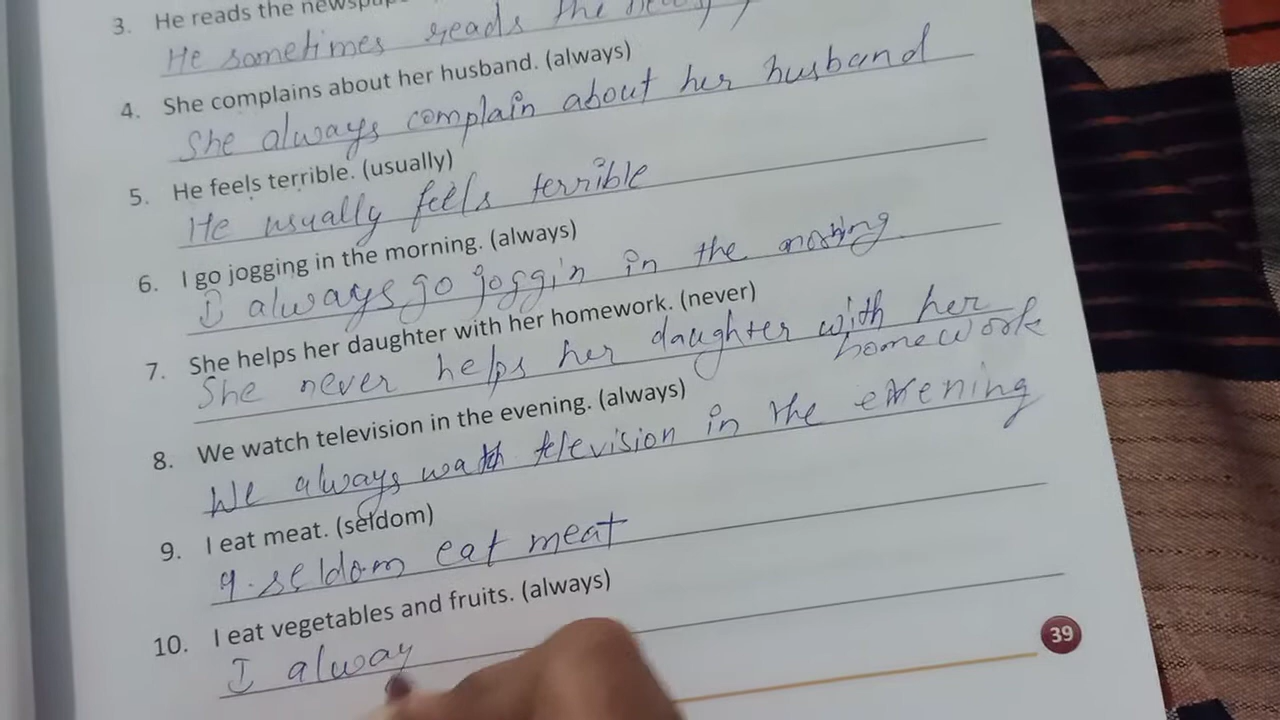 3. He reads the newspap
He sometimes reads the
4. She complains about her husband. (always)
She always complain about her husband
5. He feels terrible. (usually)
He usually feels terrible
6. I go jogging in the morning. (always)
I always go joggin in the morning
7. She helps her daughter with her homework. (never)
She never helps her daughter with her
homework
8. We watch television in the evening. (always)
We always watch television in the evening
9. I eat meat. (seldom)
I seldom eat meat
10. I eat vegetables and fruits. (always)
I alway
39